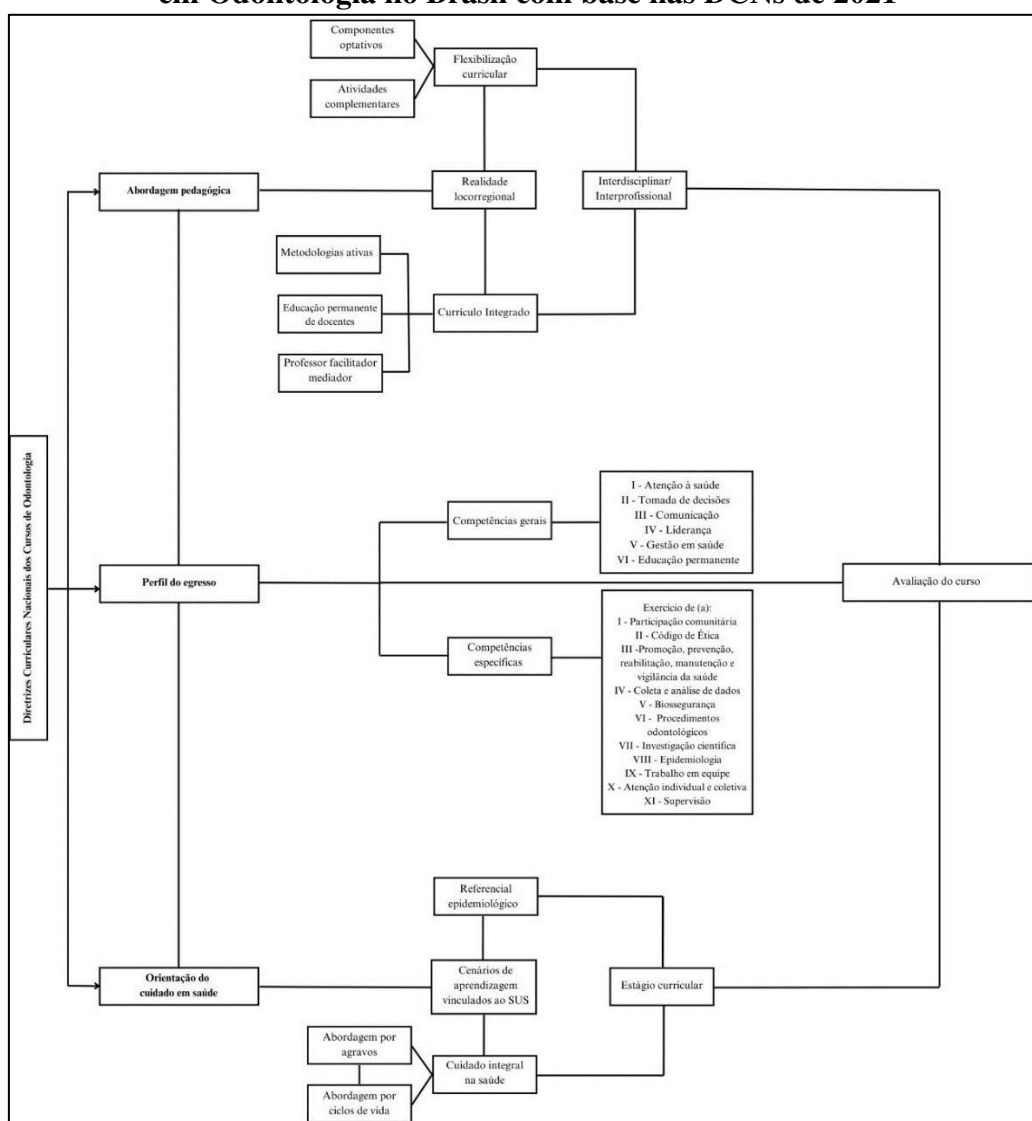 em Odontologia no Brasil com base nas DCNs de 2021
Componentes
optativos
Flexibilização
curricular
Atividades
complementares
Abordagem pedagógica
Realidade
locorregional
Interdisciplinar/
Interprofissional
Metodologias ativas
Educação permanente
de docentes
Currículo Integrado
Professor facilitador
mediador
Diretrizes Curriculares Nacionais dos Cursos de Odontologia
Competências gerais
I - Atenção à saúde
II - Tomada de decisões
III - Comunicação
IV - Liderança
V - Gestão em saúde
VI - Educação permanente
Perfil do egresso
Avaliação do curso
Competências
específicas
Exercício de (a):
I - Participação comunitária
II - Código de Ética
III -Promoção, prevenção,
reabilitação, manutenção e
vigilância da saúde
IV - Coleta e análise de dados
V - Biossegurança
VI - Procedimentos
odontológicos
VII - Investigação científica
VIII - Epidemiologia
IX - Trabalho em equipe
X - Atenção individual e coletiva
XI - Supervisão
Referencial
epidemiológico
Orientação do
cuidado em saúde
Cenários de
aprendizagem
vinculados ao SUS
Estágio curricular
Abordagem por
agravos
Cuidado integral
na saúde
Abordagem por
ciclos de vida